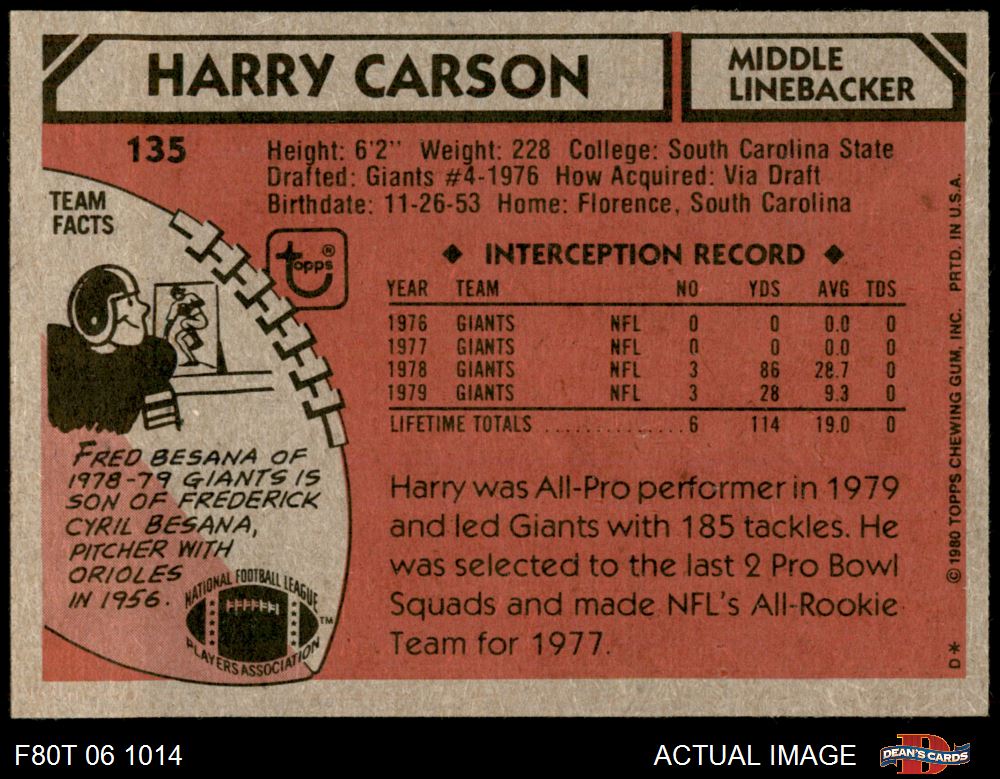 HARRY CARSON
MIDDLE
LINEBACKER
135
Height: 6'2" Weight: 228 College: South Carolina State
Drafted: Giants #4-1976 How Acquired: Via Draft
Birthdate: 11-26-53 Home: Florence, South Carolina
TEAM
FACTS
topps®
◆ INTERCEPTION RECORD ◆
YEAR TEAM NO YDS AVG TDS
1976 GIANTS NFL 0 0 0.0 0
1977 GIANTS NFL 0 0 0.0 0
1978 GIANTS NFL 3 86 28.7 0
1979 GIANTS NFL 3 28 9.3 0
LIFETIME TOTALS ..............6 114 19.0 0
FRED BESANA OF
1978-79 GIANTS IS
SON OF FREDERICK
CYRIL BESANA,
PITCHER WITH
ORIOLES
IN 1956.
NATIONAL FOOTBALL LEAGUE
PLAYERS ASSOCIATION
TM
Harry was All-Pro performer in 1979
and led Giants with 185 tackles. He
was selected to the last 2 Pro Bowl
Squads and made NFL's All-Rookie
Team for 1977.
D* © 1980 TOPPS CHEWING GUM, INC. PRTD. IN U.S.A.
F80T 06 1014
ACTUAL IMAGE
DEAN'S CARDS